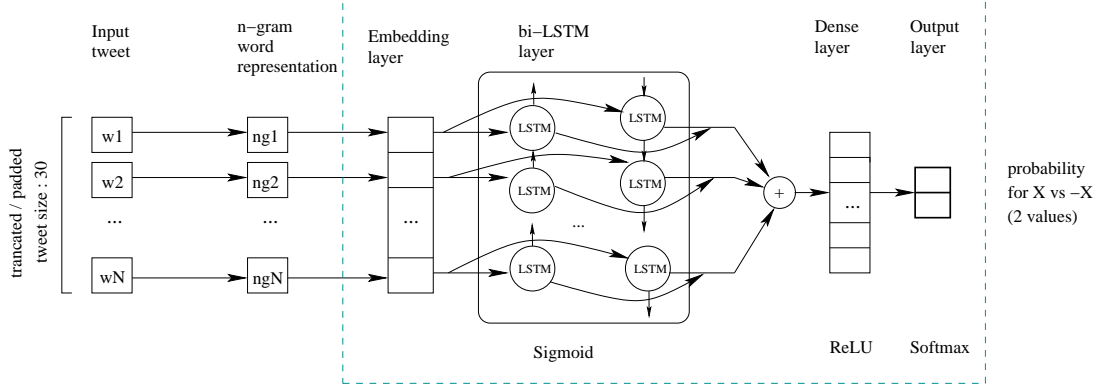 Input
tweet
n-gram
word
representation
Embedding
layer
bi-LSTM
layer
Dense
layer
Output
layer
trancated / padded
tweet size : 30
w1
ng1
LSTM
LSTM
w2
ng2
LSTM
LSTM
+
...
...
...
...
...
wN
ngN
LSTM
LSTM
probability
for X vs -X
(2 values)
Sigmoid
ReLU
Softmax